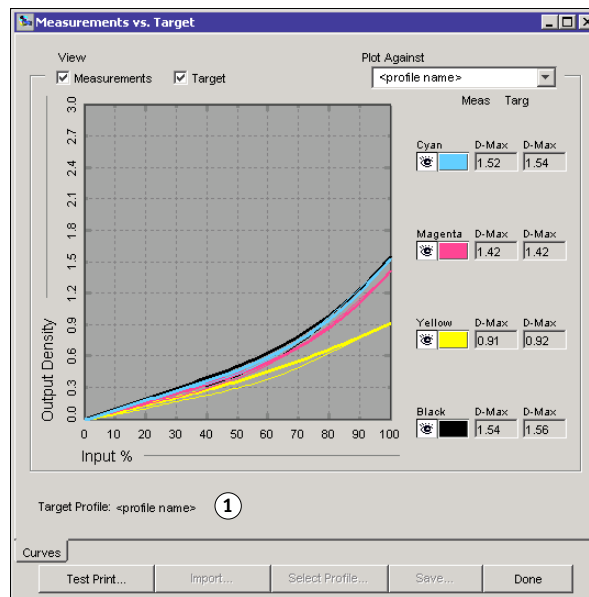 Measurements vs. Target
View
Plot Against
Measurements Target
<profile name>
Meas Targ
3.0
2.7
2.4
2.1
1.8
1.5
1.2
0.9
0.6
0.3
0.0
Output Density
0 10 20 30 40 50 60 70 80 90 100
Input %
Cyan D-Max D-Max
1.52 1.54
Magenta D-Max D-Max
1.42 1.42
Yellow D-Max D-Max
0.91 0.92
Black D-Max D-Max
1.54 1.56
Target Profile: <profile name> 1
Curves
Test Print... Import... Select Profile... Save... Done